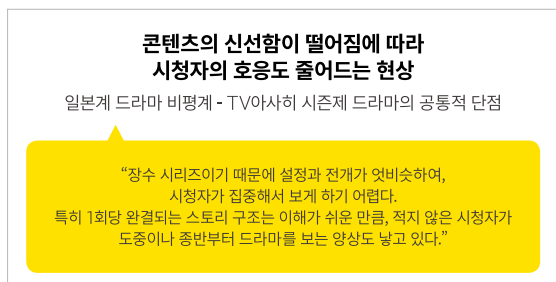 콘텐츠의 신선함이 떨어짐에 따라
시청자의 호응도 줄어드는 현상
일본계 드라마 비평계 - TV아사히 시즌제 드라마의 공통적 단점
“장수 시리즈이기 때문에 설정과 전개가 엇비슷하여,
시청자가 집중해서 보게 하기 어렵다.
특히 1회당 완결되는 스토리 구조는 이해가 쉬운 만큼, 적지 않은 시청자가
도중이나 종반부터 드라마를 보는 양상도 낳고 있다.”